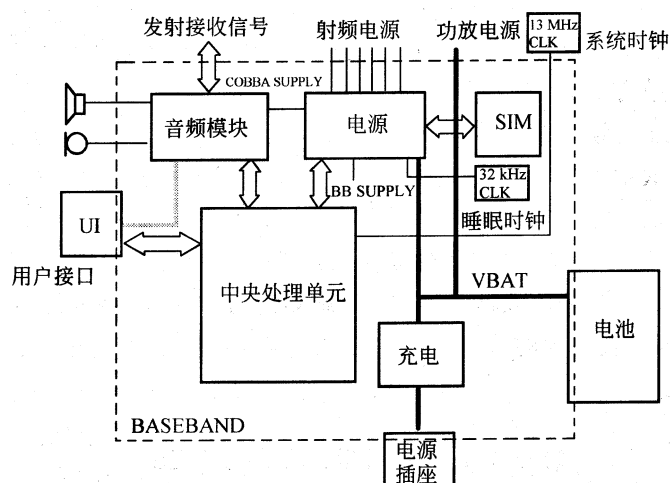 发射接收信号
射频电源
功放电源
13 MHz
CLK
系统时钟
COBBA SUPPLY
音频模块
电源
SIM
BB SUPPLY
32 kHz
CLK
睡眠时钟
UI
用户接口
中央处理单元
VBAT
电池
充电
BASEBAND
电源
插座